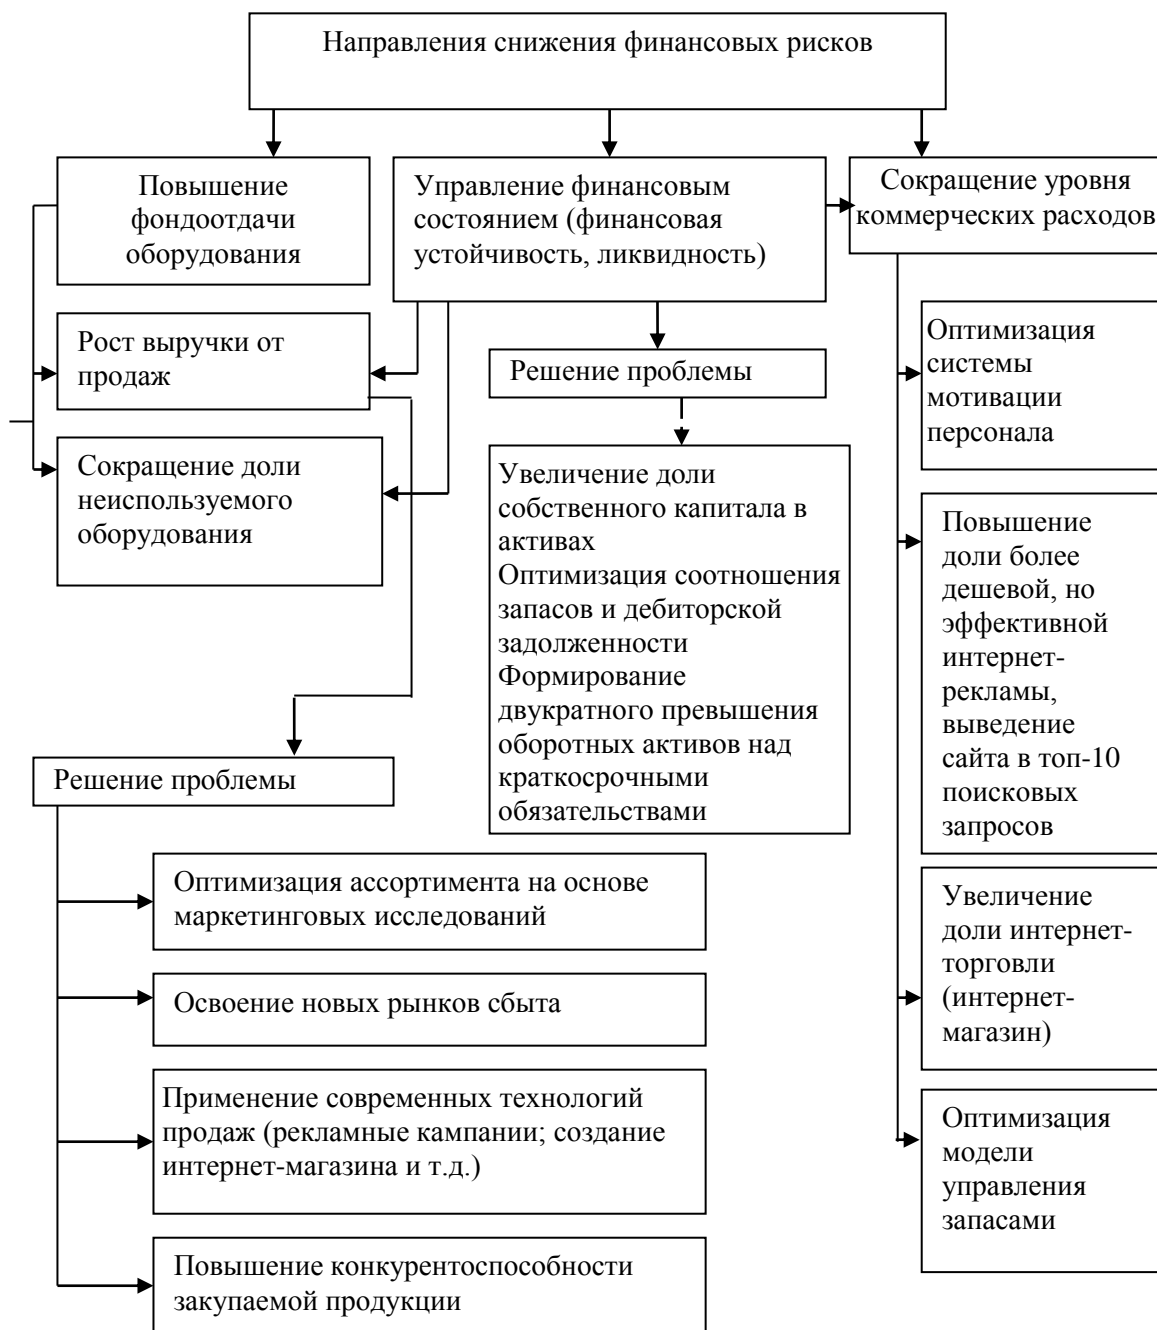 Направления снижения финансовых рисков
Повышение
фондоотдачи
оборудования
Управление финансовым
состоянием (финансовая
устойчивость, ликвидность)
Сокращение уровня
коммерческих расходов
Рост выручки от
продаж
Сокращение доли
неиспользуемого
оборудования
Решение проблемы
Увеличение доли
собственного капитала в
активах
Оптимизация соотношения
запасов и дебиторской
задолженности
Формирование
двукратного превышения
оборотных активов над
краткосрочными
обязательствами
Оптимизация
системы
мотивации
персонала
Повышение
доли более
дешевой, но
эффективной
интернет-
рекламы,
выведение
сайта в топ-10
поисковых
запросов
Увеличение
доли интернет-
торговли
(интернет-
магазин)
Оптимизация
модели
управления
запасами
Решение проблемы
Оптимизация ассортимента на основе
маркетинговых исследований
Освоение новых рынков сбыта
Применение современных технологий
продаж (рекламные кампании; создание
интернет-магазина и т.д.)
Повышение конкурентоспособности
закупаемой продукции